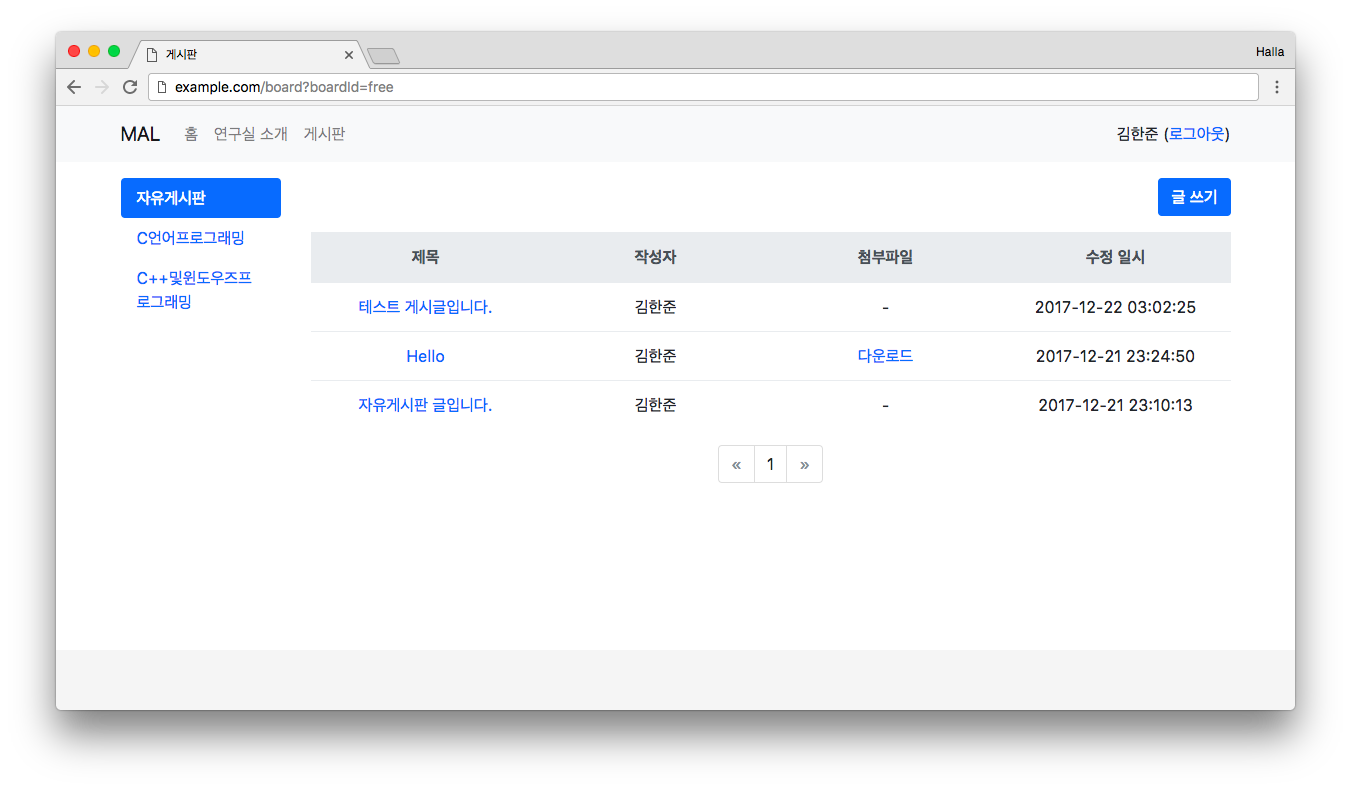 게시판
Halla
example.com/board?boardId=free
MAL 홈 연구실 소개 게시판 김한준 (로그아웃)
자유게시판
C언어프로그래밍
C++및윈도우즈프
로그래밍
글 쓰기
제목 작성자 첨부파일 수정 일시
테스트 게시글입니다. 김한준 - 2017-12-22 03:02:25
Hello 김한준 다운로드 2017-12-21 23:24:50
자유게시판 글입니다. 김한준 - 2017-12-21 23:10:13
« 1 »